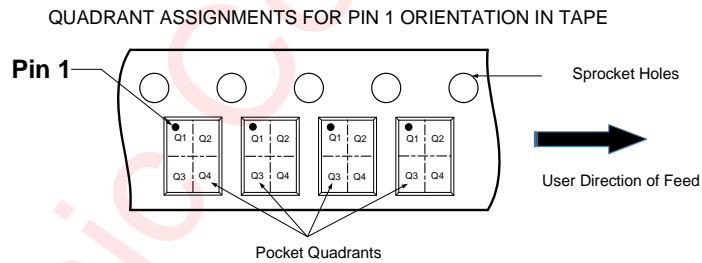 QUADRANT ASSIGNMENTS FOR PIN 1 ORIENTATION IN TAPE
Pin 1
Sprocket Holes
Q1 Q2 Q1 Q2 Q1 Q2 Q1 Q2
Q3 Q4 Q3 Q4 Q3 Q4 Q3 Q4
User Direction of Feed
Pocket Quadrants